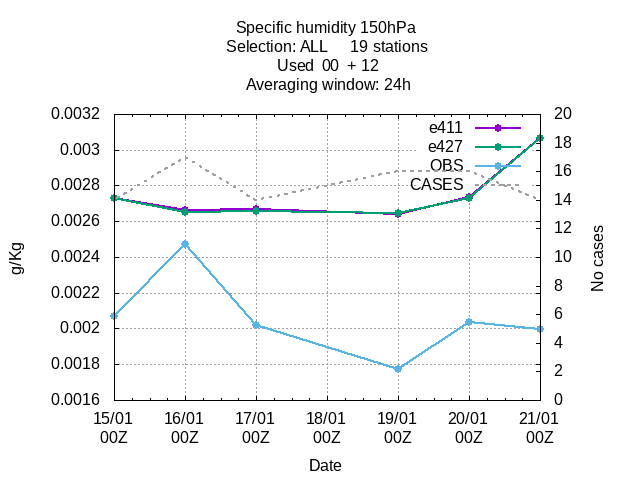 Specific humidity 150hPa
Selection: ALL     19 stations
Used  00  + 12
Averaging window: 24h
0.0032
0.003
0.0028
0.0026
0.0024
0.0022
0.002
0.0018
0.0016
g/Kg
e411
e427
OBS
CASES
20
18
16
14
12
10
8
6
4
2
0
No cases
15/01 16/01 17/01 18/01 19/01 20/01 21/01
00Z 00Z 00Z 00Z 00Z 00Z 00Z
Date